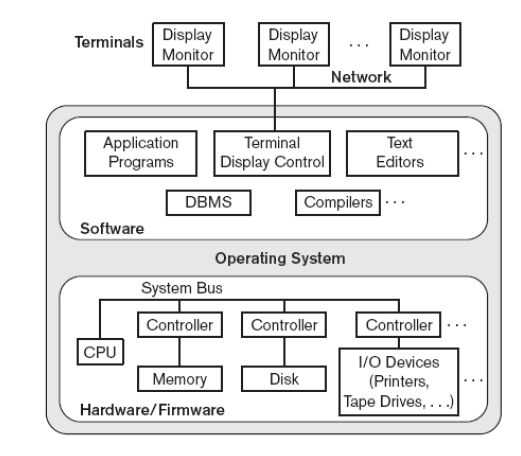 Terminals
Display
Monitor
Display
Monitor
. . .
Display
Monitor
Network
Application
Programs
Terminal
Display Control
Text
Editors
. . .
DBMS
Compilers
. . .
Software
Operating System
System Bus
Controller
Controller
Controller
. . .
CPU
Memory
Disk
I/O Devices
(Printers,
Tape Drives, . . .)
. . .
Hardware/Firmware